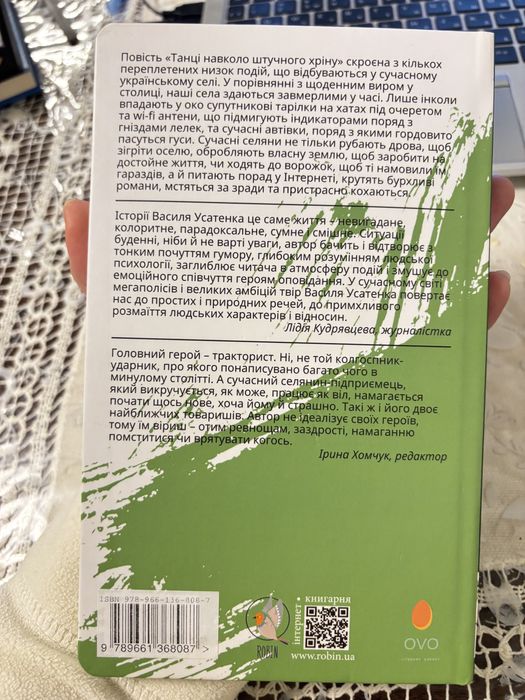 Повість «Танці навколо штучного хріну» скроєна з кількох
переплетених низок подій, що відбуваються у сучасному
українському селі. У порівнянні з щоденним виром у
столиці, наші села здаються завмерлими у часі. Лише інколи
впадають у око супутникові тарілки на хатах під очеретом
та wi-fi антени, що підмигують індикаторами поряд з
гніздами лелек, та сучасні автівки, поряд з якими гордовито
пасуться гуси. Сучасні селяни не тільки рубають дрова, щоб
зігріти оселю, обробляють власну землю, щоб заробити на
достойне життя, чи ходять до ворожок, щоб ті намовили їм
гараздів, а й питають порад у Інтернеті, крутять бурхливі
романи, мстяться за зради та пристрасно кохаються.
Історії Василя Усатенка це саме життя – невигадане,
колоритне, парадоксальне, сумне і смішне. Ситуації
буденні, ніби й не варті уваги, автор бачить і відтворює з
тонким почуттям гумору, глибоким розумінням людської
психології, заглиблює читача в атмосферу подій і змушує до
емоційного співчуття героям оповідання. У сучасному світі
мегаполісів і великих амбіцій твір Василя Усатенка повертає
нас до простих і природних речей, до примхливого
розмаїття людських характерів і відносин.
Лідія Кудрявцева, журналістка
Головний герой – тракторист. Ні, не той колгоспник-
ударник, про якого понаписувано багато чого в
минулому столітті. А сучасний селянин-підприємець,
який викручується, як може, працює як віл, намагається
почати щось нове, хоча йому й страшно. Такі ж і його двоє
найближчих товаришів. Автор не ідеалізує своїх героїв,
тому їм віриш – отим ревнощам, заздрості, намаганню
помститися чи врятувати когось.
Ірина Хомчук, редактор
ISBN 978-966-136-808-7
9 789661 368087 >
ROBIN
Інтернет • книгарня
www.robin.ua
OVO